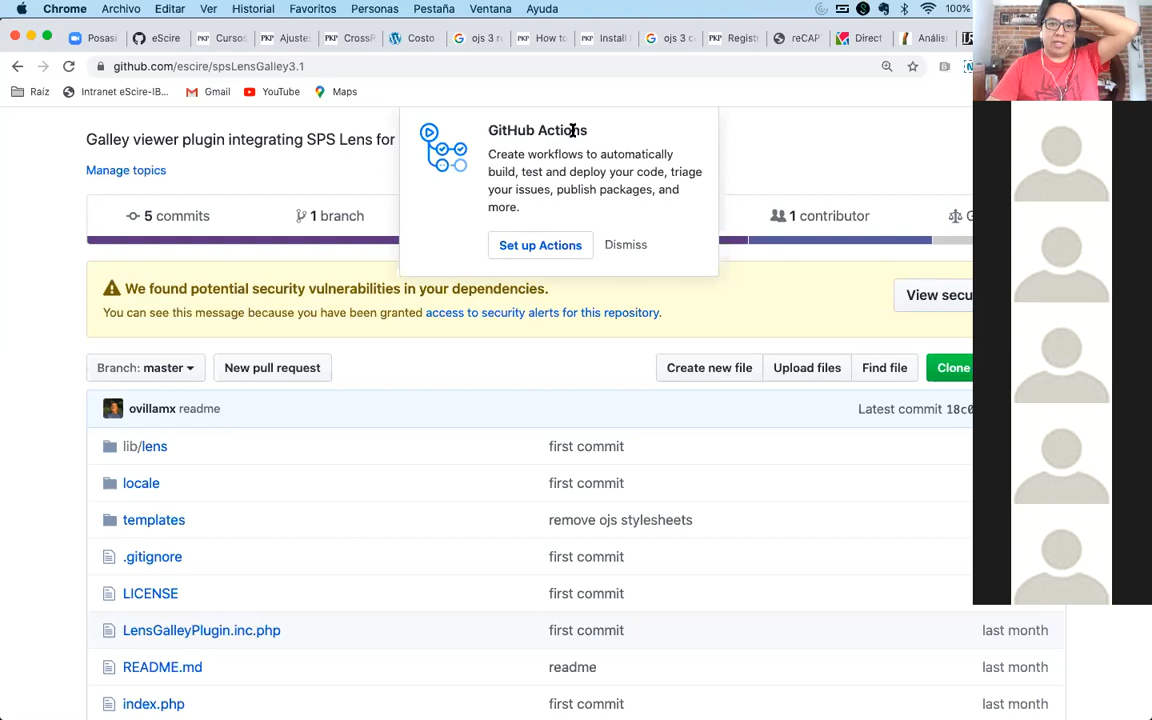 Chrome Archivo Editar Ver Historial Favoritos Personas Pestaña Ventana Ayuda 100%
Posasi eScire Cursos Ajuste CrossR Costo ojs 3 r How to Install ojs 3 c Registr reCAP Direct Anális
github.com/escire/spsLensGalley3.1
Raíz Intranet eScire-IB... Gmail YouTube Maps
Galley viewer plugin integrating SPS Lens for
Manage topics
GitHub Actions
Create workflows to automatically
build, test and deploy your code, triage
your issues, publish packages, and
more.
Set up Actions Dismiss
5 commits 1 branch 1 contributor
We found potential security vulnerabilities in your dependencies.
You can see this message because you have been granted access to security alerts for this repository.
View secu
Branch: master New pull request Create new file Upload files Find file Clone
ovillamx readme Latest commit 18c0
lib/lens first commit
locale first commit
templates remove ojs stylesheets
.gitignore first commit
LICENSE first commit
LensGalleyPlugin.inc.php first commit last month
README.md readme last month
index.php first commit last month